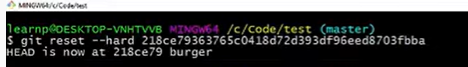 MINGW64:/c/Code/test
learnp@DESKTOP-VNHTVVB MINGW64 /c/Code/test (master)
$ git reset --hard 218ce79363765c0418d72d393df96eed8703fbba
HEAD is now at 218ce79 burger